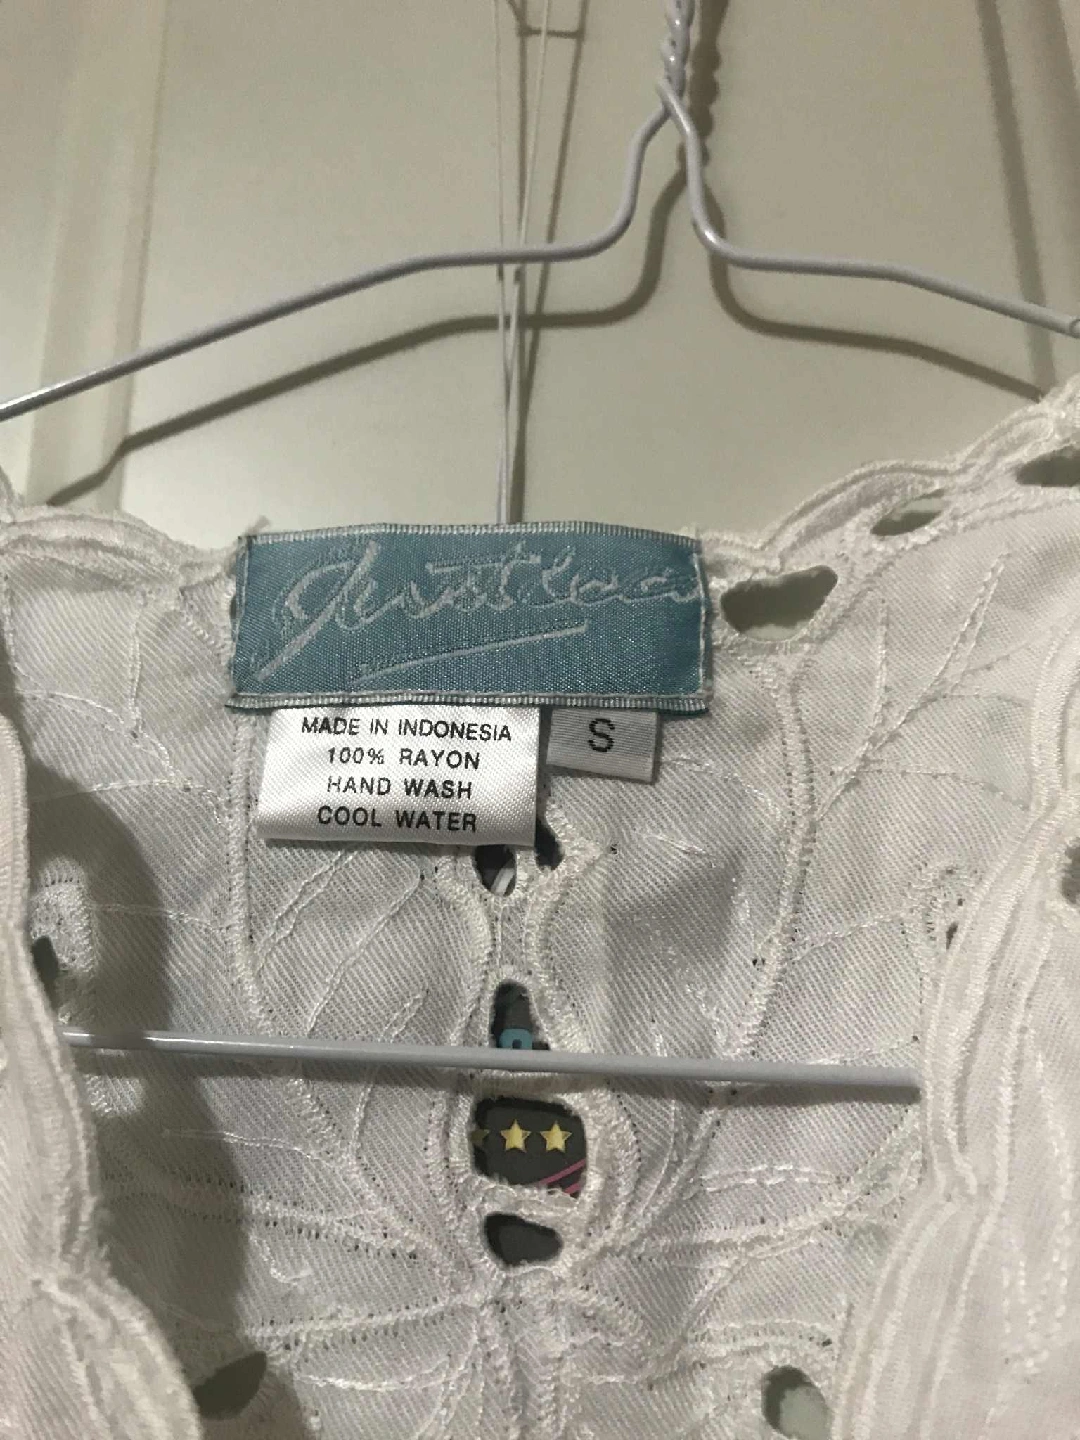 MADE IN INDONESIA
100% RAYON
HAND WASH
COOL WATER
S